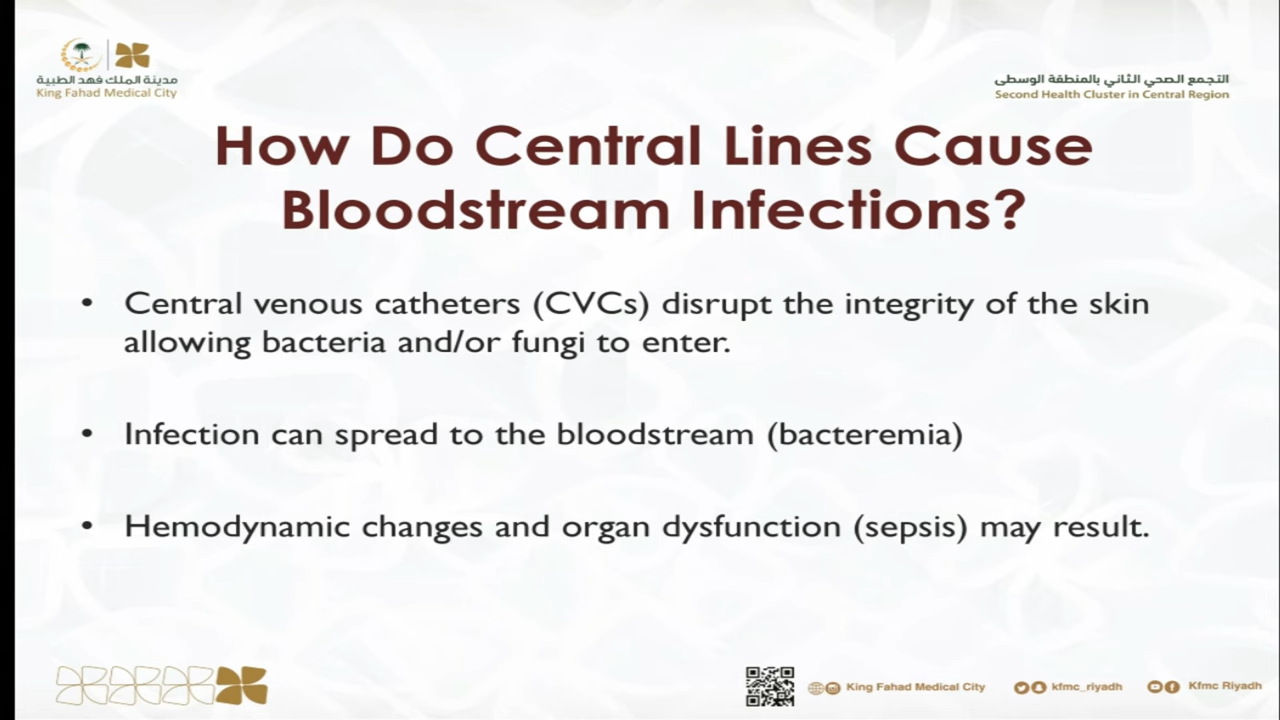 مدينة الملك فهد الطبية
King Fahad Medical City
التجمع الصحي الثاني بالمنطقة الوسطى
Second Health Cluster in Central Region
How Do Central Lines Cause
Bloodstream Infections?
• Central venous catheters (CVCs) disrupt the integrity of the skin
allowing bacteria and/or fungi to enter.
• Infection can spread to the bloodstream (bacteremia)
• Hemodynamic changes and organ dysfunction (sepsis) may result.
King Fahad Medical City
kfmc_riyadh
Kfmc Riyadh